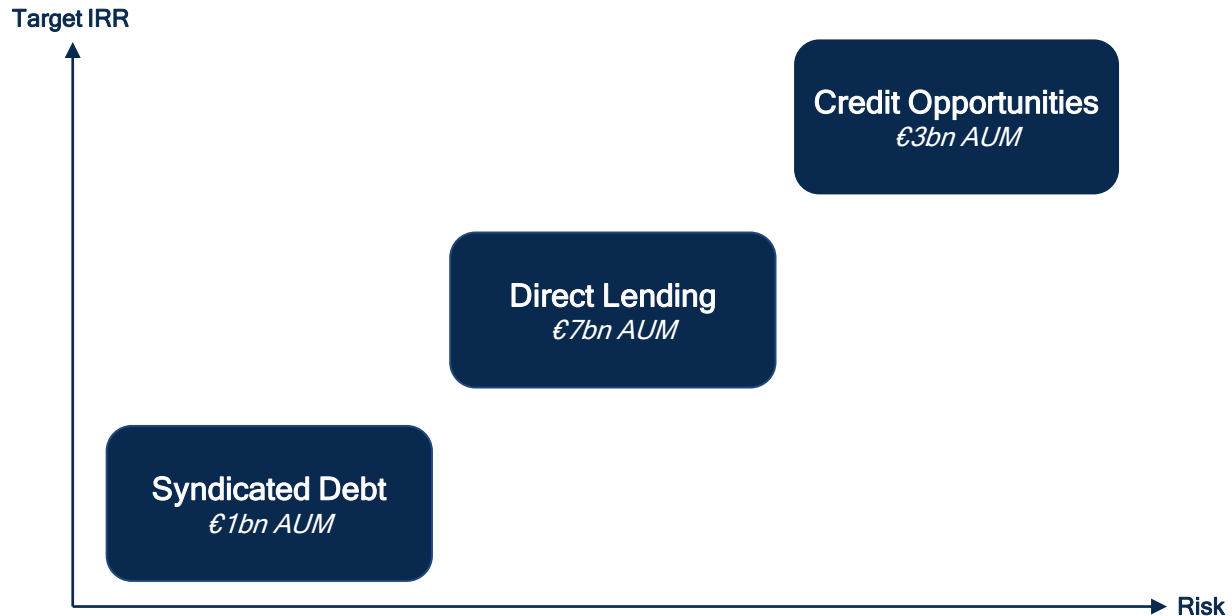 Target IRR
Credit Opportunities
€3bn AUM
Direct Lending
€7bn AUM
Syndicated Debt
€1bn AUM
Risk